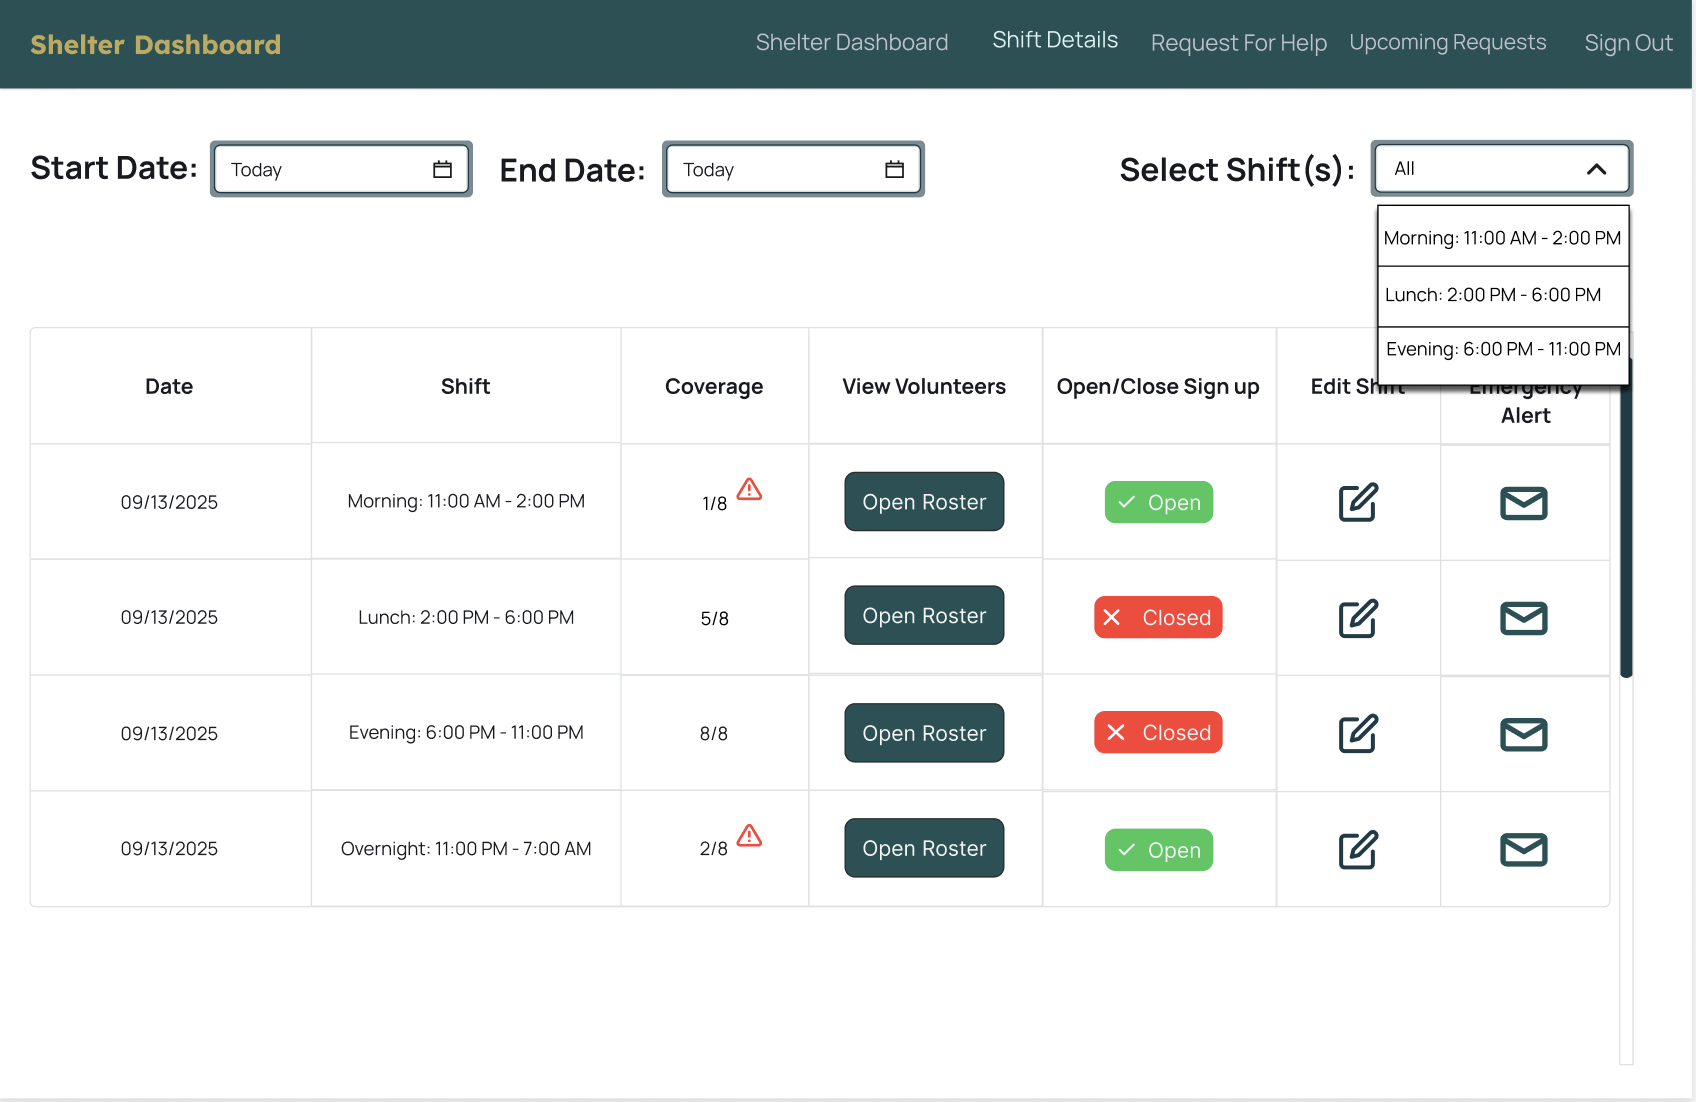 Shelter Dashboard
Shelter Dashboard Shift Details Request For Help Upcoming Requests Sign Out
Start Date: Today End Date: Today Select Shift(s): All
Morning: 11:00 AM - 2:00 PM
Lunch: 2:00 PM - 6:00 PM
Evening: 6:00 PM - 11:00 PM
Date Shift Coverage View Volunteers Open/Close Sign up Edit Shift Emergency
Alert
09/13/2025 Morning: 11:00 AM - 2:00 PM 1/8 Open Roster Open
09/13/2025 Lunch: 2:00 PM - 6:00 PM 5/8 Open Roster Closed
09/13/2025 Evening: 6:00 PM - 11:00 PM 8/8 Open Roster Closed
09/13/2025 Overnight: 11:00 PM - 7:00 AM 2/8 Open Roster Open